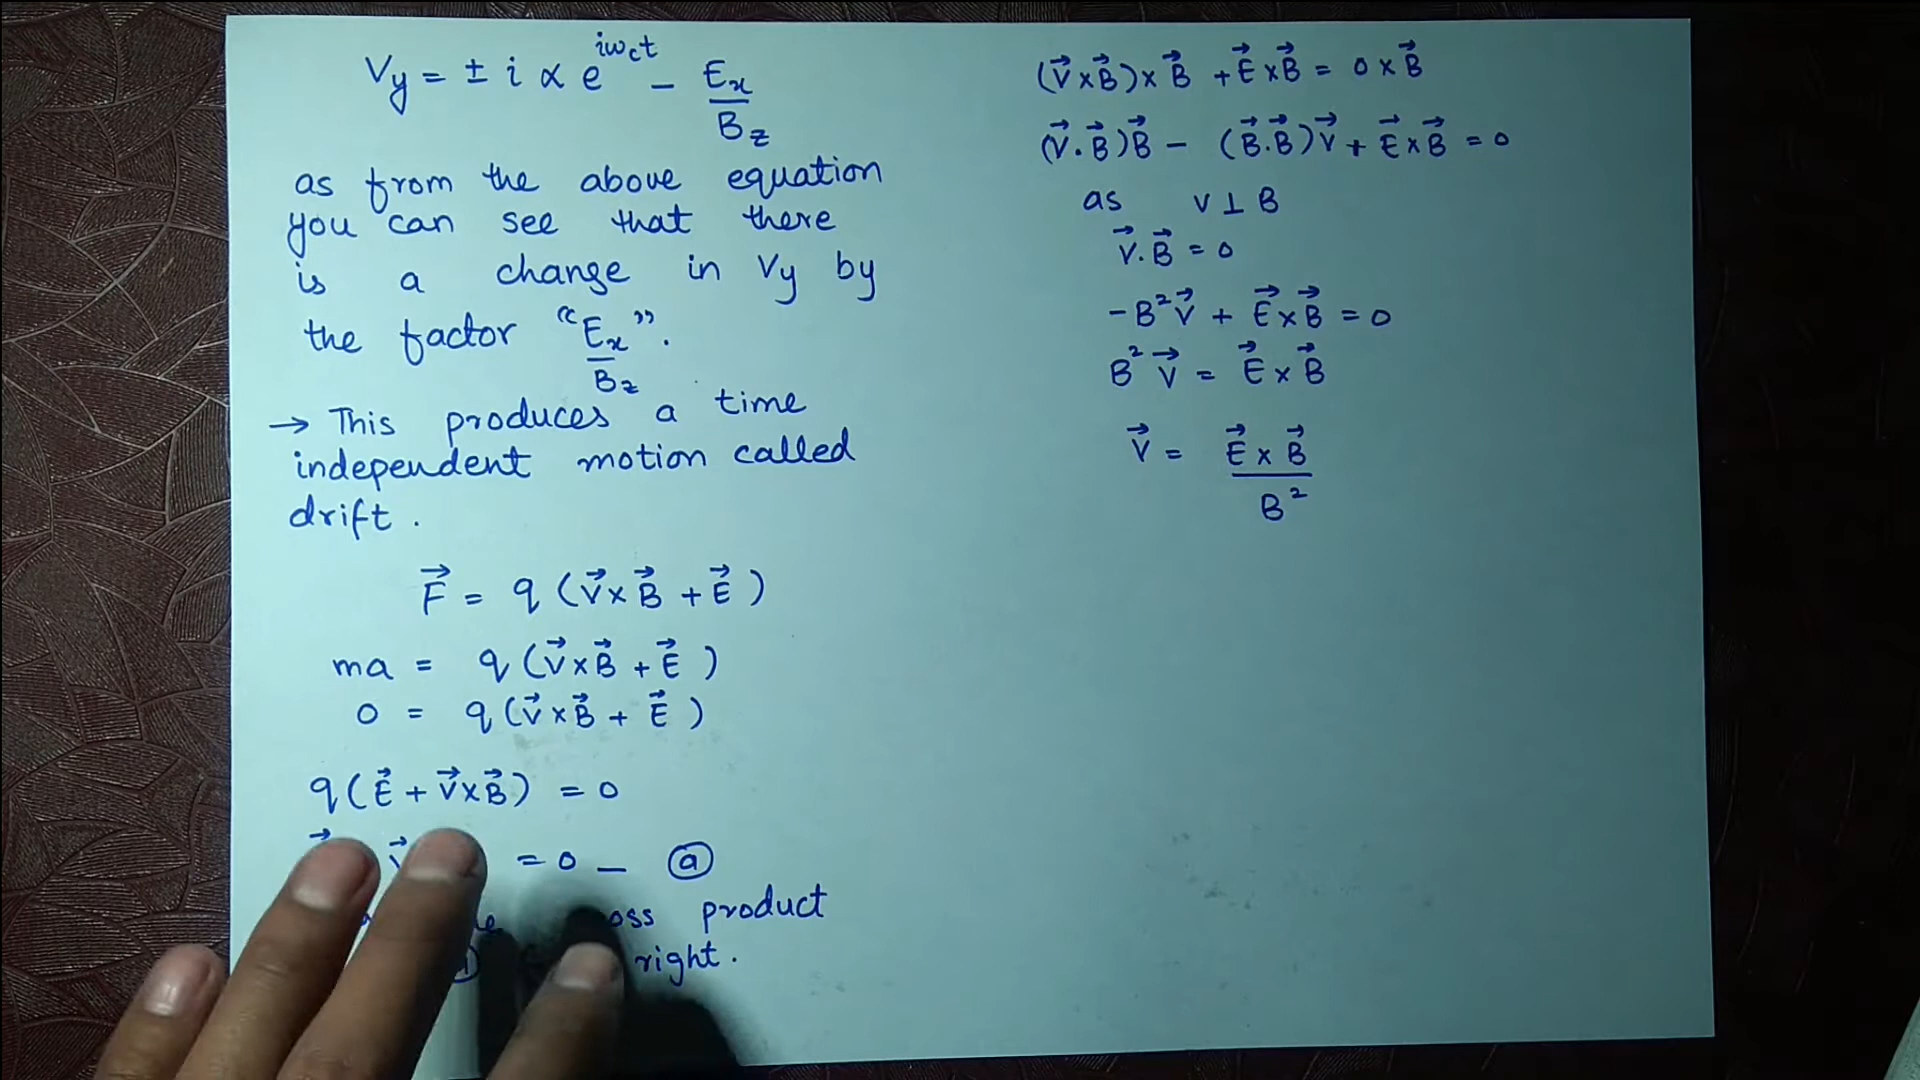 Vy = ± i α e^{iωct} - Ex/Bz
as from the above equation
you can see that there
is a change in Vy by
the factor "Ex/Bz".
→ This produces a time
independent motion called
drift.
F⃗ = q (V⃗ × B⃗ + E⃗ )
ma = q (V⃗ × B⃗ + E⃗ )
0 = q (V⃗ × B⃗ + E⃗ )
q ( E⃗ + V⃗ × B⃗ ) = 0
= 0 — ⓐ
product
right.
(V⃗ × B⃗) × B⃗ + E⃗ × B⃗ = 0 × B⃗
(V⃗ . B⃗) B⃗ - (B⃗ . B⃗) V⃗ + E⃗ × B⃗ = 0
as V ⊥ B
V⃗ . B⃗ = 0
- B² V⃗ + E⃗ × B⃗ = 0
B² V⃗ = E⃗ × B⃗
V⃗ = E⃗ × B⃗ / B²